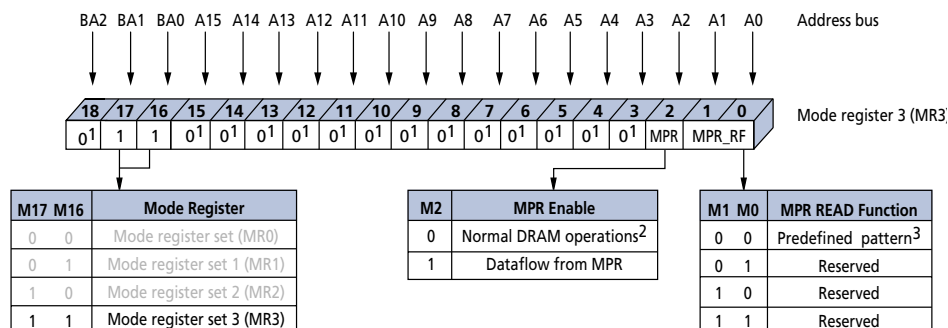 BA2 BA1 BA0 A15 A14 A13 A12 A11 A10 A9 A8 A7 A6 A5 A4 A3 A2 A1 A0 Address bus
18 17 16 15 14 13 12 11 10 9 8 7 6 5 4 3 2 1 0
Mode register 3 (MR3)
0¹ 1 1 0¹ 0¹ 0¹ 0¹ 0¹ 0¹ 0¹ 0¹ 0¹ 0¹ 0¹ 0¹ 0¹ MPR MPR_RF
M17 M16 Mode Register
0 0 Mode register set (MR0)
0 1 Mode register set 1 (MR1)
1 0 Mode register set 2 (MR2)
1 1 Mode register set 3 (MR3)
M2 MPR Enable
0 Normal DRAM operations²
1 Dataflow from MPR
M1 M0 MPR READ Function
0 0 Predefined pattern³
0 1 Reserved
1 0 Reserved
1 1 Reserved